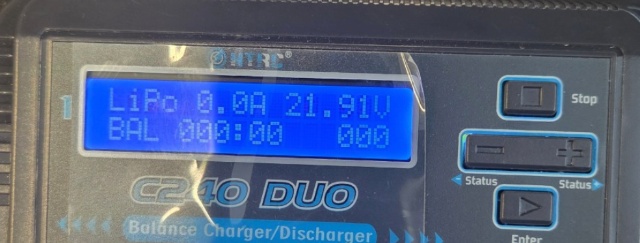 HTRC®
1
LiPo 0.0A 21.91V
BAL 000:00 000
Stop
Status
Status
C240 DUO
Balance Charger/Discharger
Enter